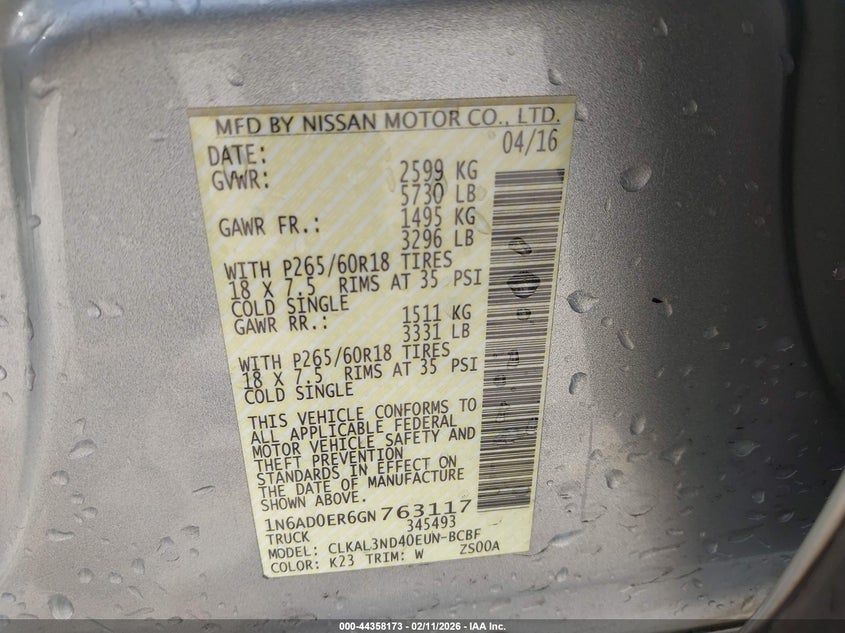 MFD BY NISSAN MOTOR CO., LTD.
DATE: 04/16
GVWR: 2599 KG
5730 LB
GAWR FR.: 1495 KG
3296 LB
WITH P265/60R18 TIRES
18 X 7.5 RIMS AT 35 PSI
COLD SINGLE
GAWR RR.: 1511 KG
3331 LB
WITH P265/60R18 TIRES
18 X 7.5 RIMS AT 35 PSI
COLD SINGLE
THIS VEHICLE CONFORMS TO
ALL APPLICABLE FEDERAL
MOTOR VEHICLE SAFETY AND
THEFT PREVENTION
STANDARDS IN EFFECT ON
THE DATE OF MANUFACTURE
SHOWN ABOVE.
1N6AD0ER6GN763117
TRUCK 345493
MODEL: CLKAL3ND40EUN-BCBF
COLOR: K23 TRIM: W ZS00A
000-44358173 - 02/11/2026 - IAA Inc.